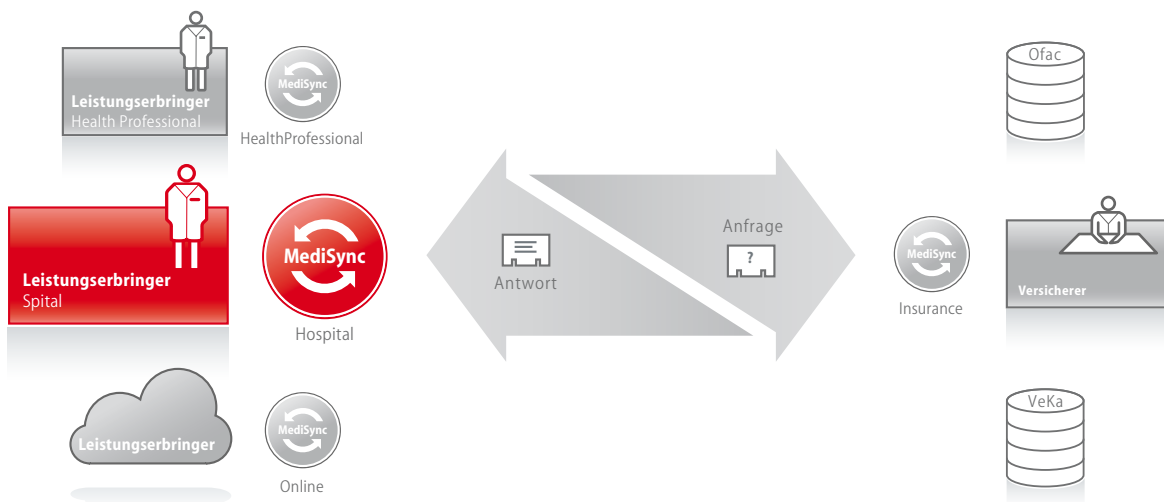 Leistungserbringer
Health Professional
MediSync
HealthProfessional
Leistungserbringer
Spital
MediSync
Hospital
Leistungserbringer
MediSync
Online
Antwort
Anfrage
?
MediSync
Insurance
Ofac
Versicherer
VeKa